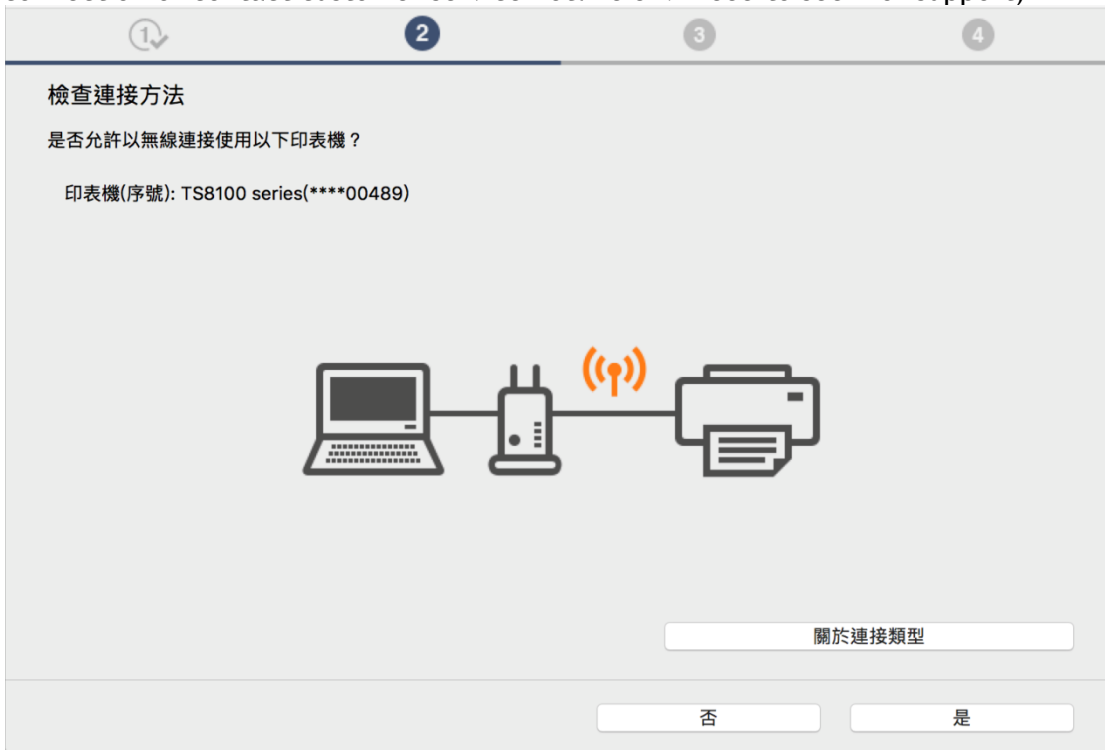 1 2 3 4
檢查連接方法
是否允許以無線連接使用以下印表機？
印表機(序號): TS8100 series(****00489)
關於連接類型
否 是